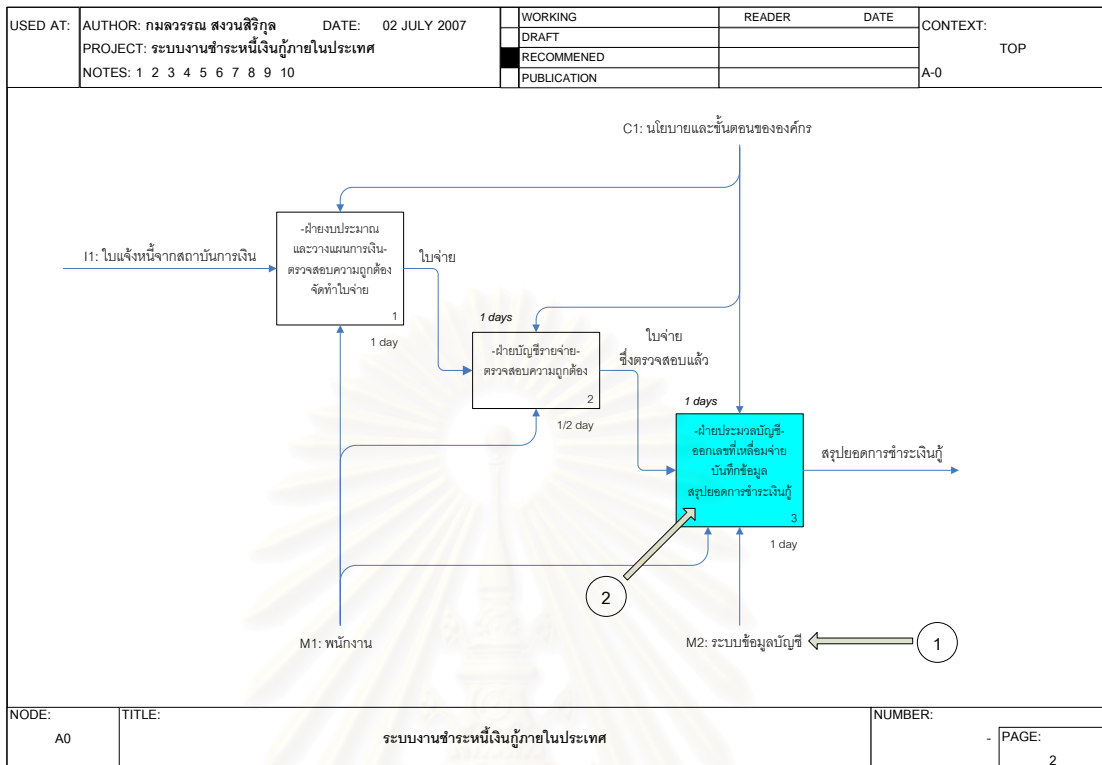 USED AT:
AUTHOR: กมลวรรณ สงวนสิริกุล DATE: 02 JULY 2007
PROJECT: ระบบงานชำระหนี้เงินกู้ภายในประเทศ
NOTES: 1 2 3 4 5 6 7 8 9 10
WORKING READER DATE
DRAFT
RECOMMENED
PUBLICATION
CONTEXT:
TOP
A-0
C1: นโยบายและขั้นตอนขององค์กร
I1: ใบแจ้งหนี้จากสถาบันการเงิน
-ฝ่ายงบประมาณ
และวางแผนการเงิน-
ตรวจสอบความถูกต้อง
จัดทำใบจ่าย
1
1 day
ใบจ่าย
1 days
-ฝ่ายบัญชีรายจ่าย-
ตรวจสอบความถูกต้อง
2
1/2 day
ใบจ่าย
ซึ่งตรวจสอบแล้ว
1 days
-ฝ่ายประมวลบัญชี-
ออกเลขที่เหลื่อมจ่าย
บันทึกข้อมูล
สรุปยอดการชำระเงินกู้
3
1 day
สรุปยอดการชำระเงินกู้
2
M1: พนักงาน
M2: ระบบข้อมูลบัญชี
1
NODE:
A0
TITLE:
ระบบงานชำระหนี้เงินกู้ภายในประเทศ
NUMBER:
-
PAGE:
2